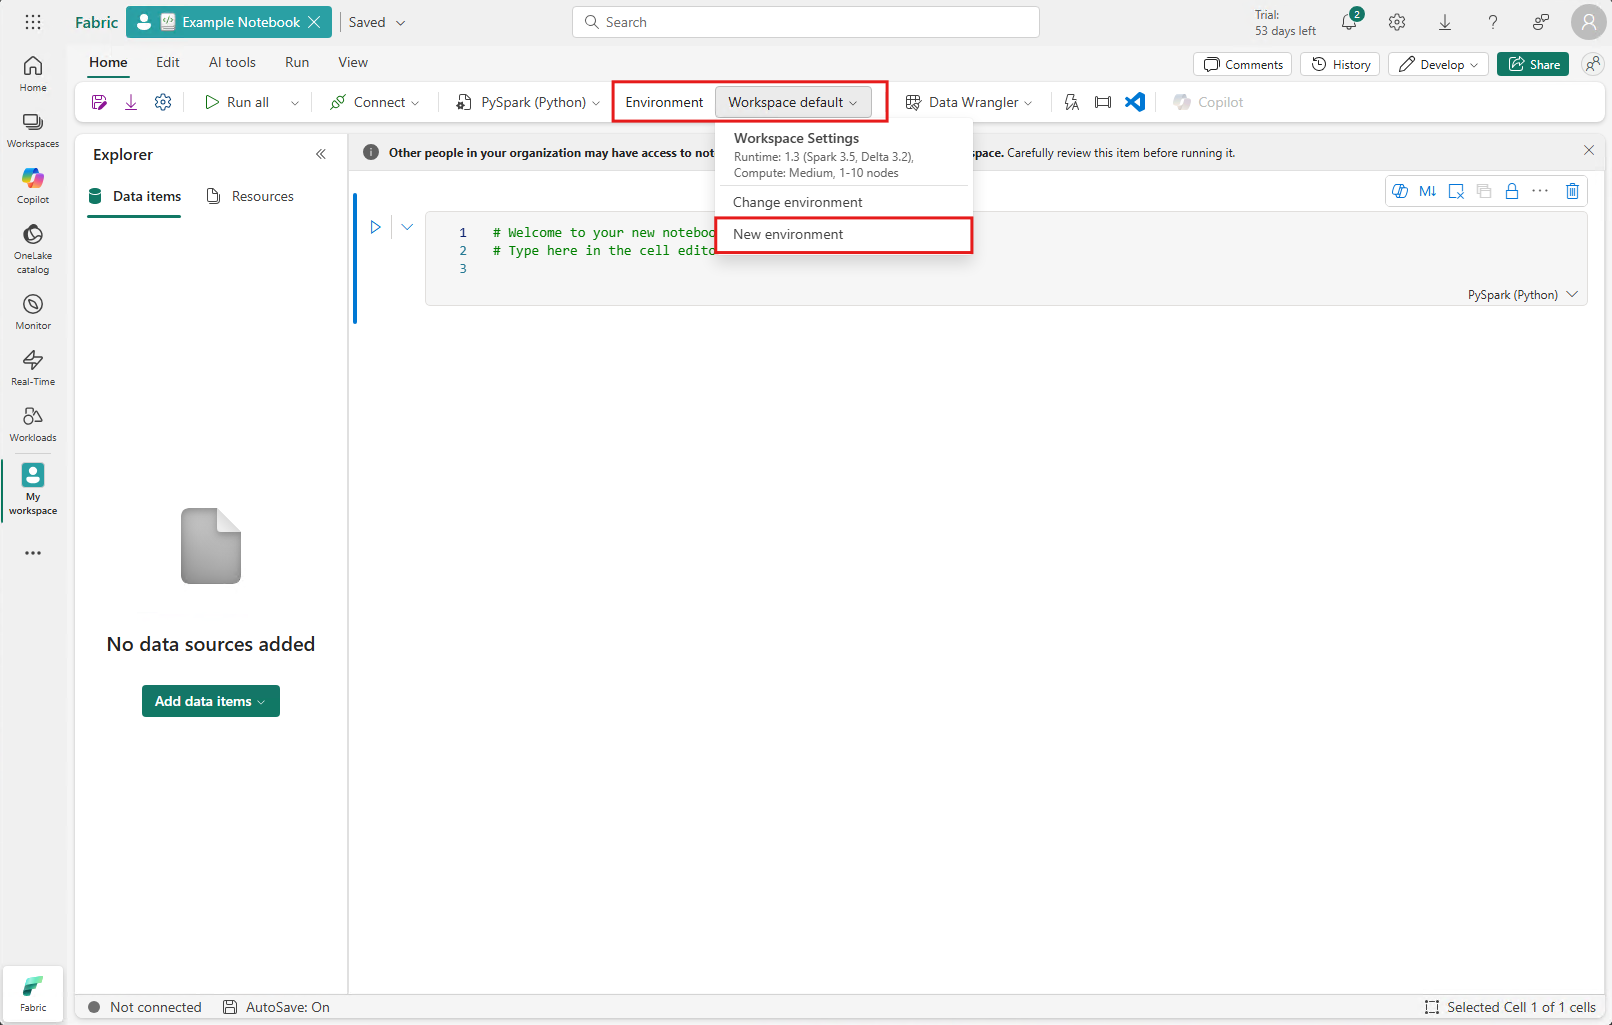 Fabric
Example Notebook
Saved
Search
Trial:
53 days left
2
Home
Edit
AI tools
Run
View
Comments
History
Develop
Share
Run all
Connect
PySpark (Python)
Environment
Workspace default
Data Wrangler
Copilot
Home
Workspaces
Copilot
OneLake
catalog
Monitor
Real-Time
Workloads
My
workspace
Fabric
Explorer
Data items
Resources
No data sources added
Add data items
Other people in your organization may have access to not
pace. Carefully review this item before running it.
Workspace Settings
Runtime: 1.3 (Spark 3.5, Delta 3.2),
Compute: Medium, 1-10 nodes
Change environment
New environment
M↓
1 # Welcome to your new noteboo
2 # Type here in the cell edito
3
PySpark (Python)
Not connected
AutoSave: On
Selected Cell 1 of 1 cells